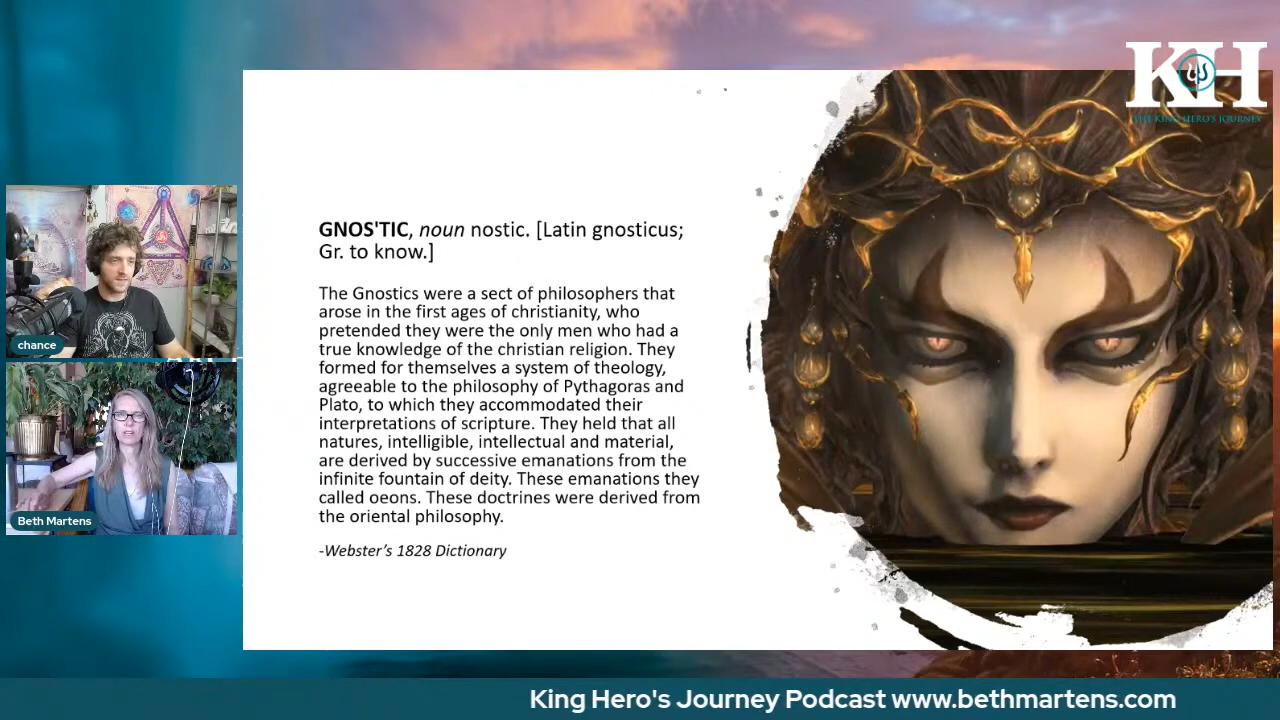 KH
THE KING HERO'S JOURNEY
GNOS'TIC, noun nostic. [Latin gnosticus;
Gr. to know.]
The Gnostics were a sect of philosophers that
arose in the first ages of christianity, who
pretended they were the only men who had a
true knowledge of the christian religion. They
formed for themselves a system of theology,
agreeable to the philosophy of Pythagoras and
Plato, to which they accommodated their
interpretations of scripture. They held that all
natures, intelligible, intellectual and material,
are derived by successive emanations from the
infinite fountain of deity. These emanations they
called oeons. These doctrines were derived from
the oriental philosophy.
-Webster's 1828 Dictionary
chance
Beth Martens
King Hero's Journey Podcast www.bethmartens.com